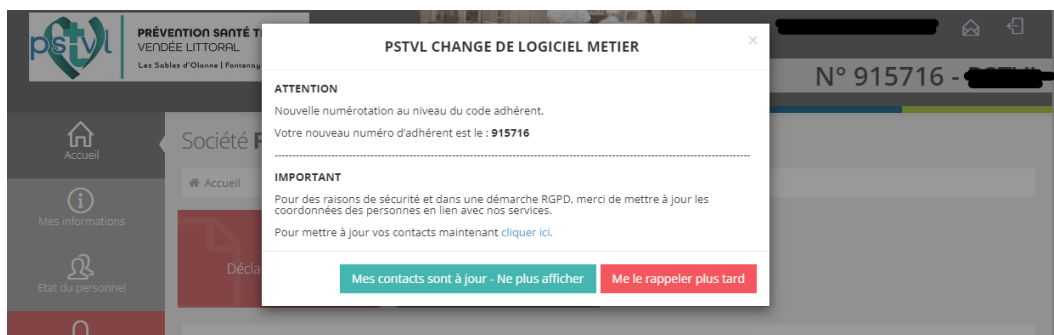 pstvl
PRÉVENTION SANTÉ T
VENDÉE LITTORAL
Les Sables d'Olonne | Fontenay
N° 915716 -
PSTVL CHANGE DE LOGICIEL METIER
×
ATTENTION
Nouvelle numérotation au niveau du code adhérent.
Votre nouveau numéro d'adhérent est le : 915716
IMPORTANT
Pour des raisons de sécurité et dans une démarche RGPD, merci de mettre à jour les
coordonnées des personnes en lien avec nos services.
Pour mettre à jour vos contacts maintenant cliquer ici.
Mes contacts sont à jour - Ne plus afficher
Me le rappeler plus tard
Accueil
Mes informations
Etat du personnel
Société
Accueil
Décla